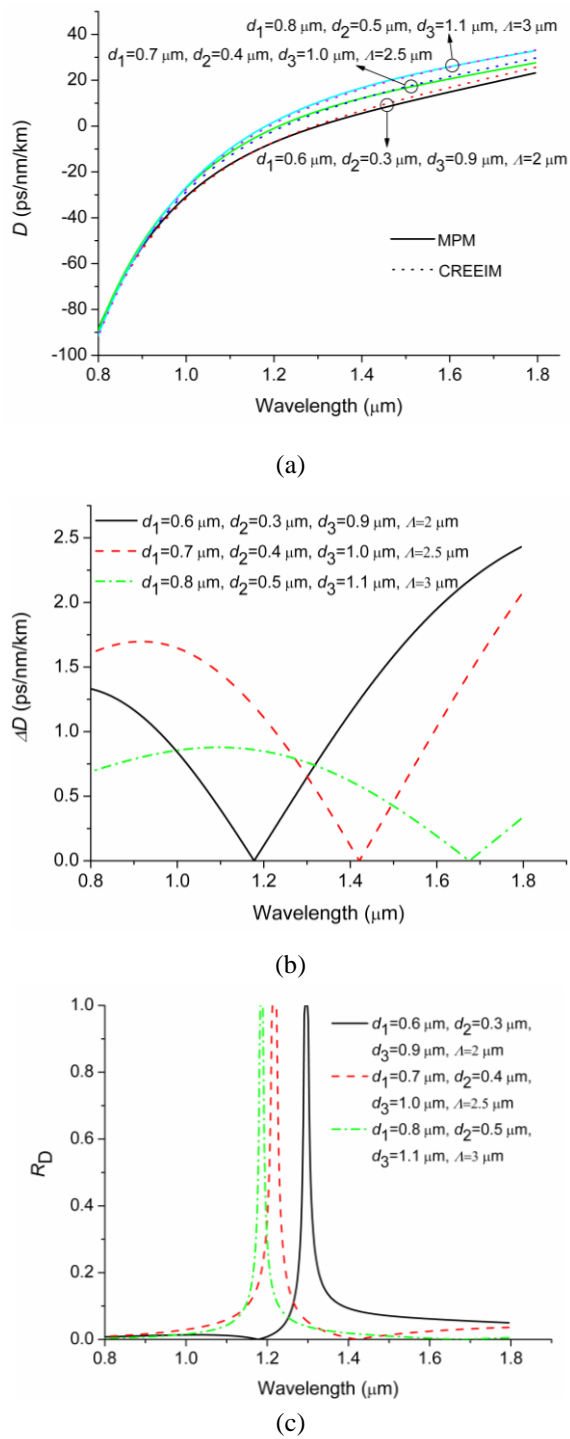 d1=0.8 μm, d2=0.5 μm, d3=1.1 μm, Λ=3 μm
d1=0.7 μm, d2=0.4 μm, d3=1.0 μm, Λ=2.5 μm
d1=0.6 μm, d2=0.3 μm, d3=0.9 μm, Λ=2 μm
MPM
CREEIM
D (ps/nm/km)
40
20
0
-20
-40
-60
-80
-100
0.8 1.0 1.2 1.4 1.6 1.8
Wavelength (μm)
(a)
d1=0.6 μm, d2=0.3 μm, d3=0.9 μm, Λ=2 μm
d1=0.7 μm, d2=0.4 μm, d3=1.0 μm, Λ=2.5 μm
d1=0.8 μm, d2=0.5 μm, d3=1.1 μm, Λ=3 μm
ΔD (ps/nm/km)
2.5
2.0
1.5
1.0
0.5
0.0
0.8 1.0 1.2 1.4 1.6 1.8
Wavelength (μm)
(b)
d1=0.6 μm, d2=0.3 μm,
d3=0.9 μm, Λ=2 μm
d1=0.7 μm, d2=0.4 μm,
d3=1.0 μm, Λ=2.5 μm
d1=0.8 μm, d2=0.5 μm,
d3=1.1 μm, Λ=3 μm
RD
1.0
0.8
0.6
0.4
0.2
0.0
0.8 1.0 1.2 1.4 1.6 1.8
Wavelength (μm)
(c)